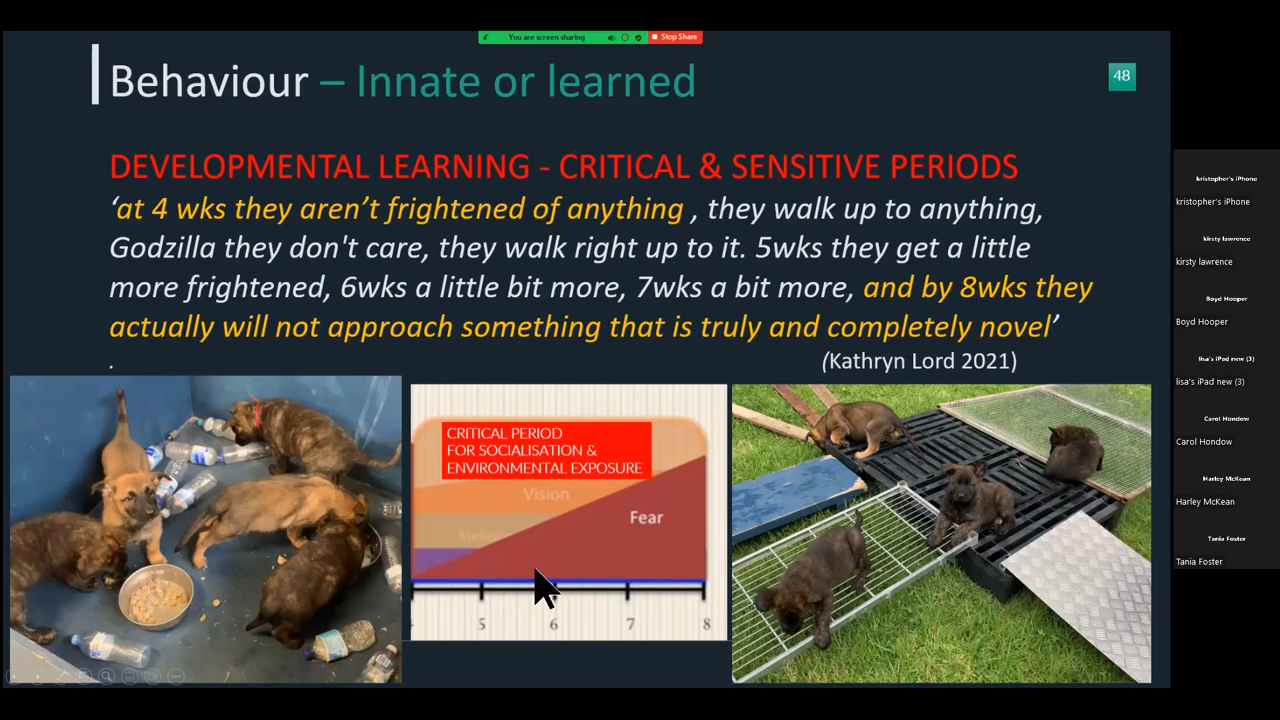 You are screen sharing
Stop Share
Behaviour – Innate or learned
48
DEVELOPMENTAL LEARNING - CRITICAL & SENSITIVE PERIODS
‘at 4 wks they aren’t frightened of anything , they walk up to anything,
Godzilla they don't care, they walk right up to it. 5wks they get a little
more frightened, 6wks a little bit more, 7wks a bit more, and by 8wks they
actually will not approach something that is truly and completely novel’
.
(Kathryn Lord 2021)
CRITICAL PERIOD
FOR SOCIALISATION &
ENVIRONMENTAL EXPOSURE
Vision
Fear
5 6 7 8
kristopher's iPhone
kristopher's iPhone
kirsty lawrence
kirsty lawrence
Boyd Hooper
Boyd Hooper
lisa's iPad new (3)
lisa's iPad new (3)
Carol Hondow
Carol Hondow
Harley McKean
Harley McKean
Tania Foster
Tania Foster